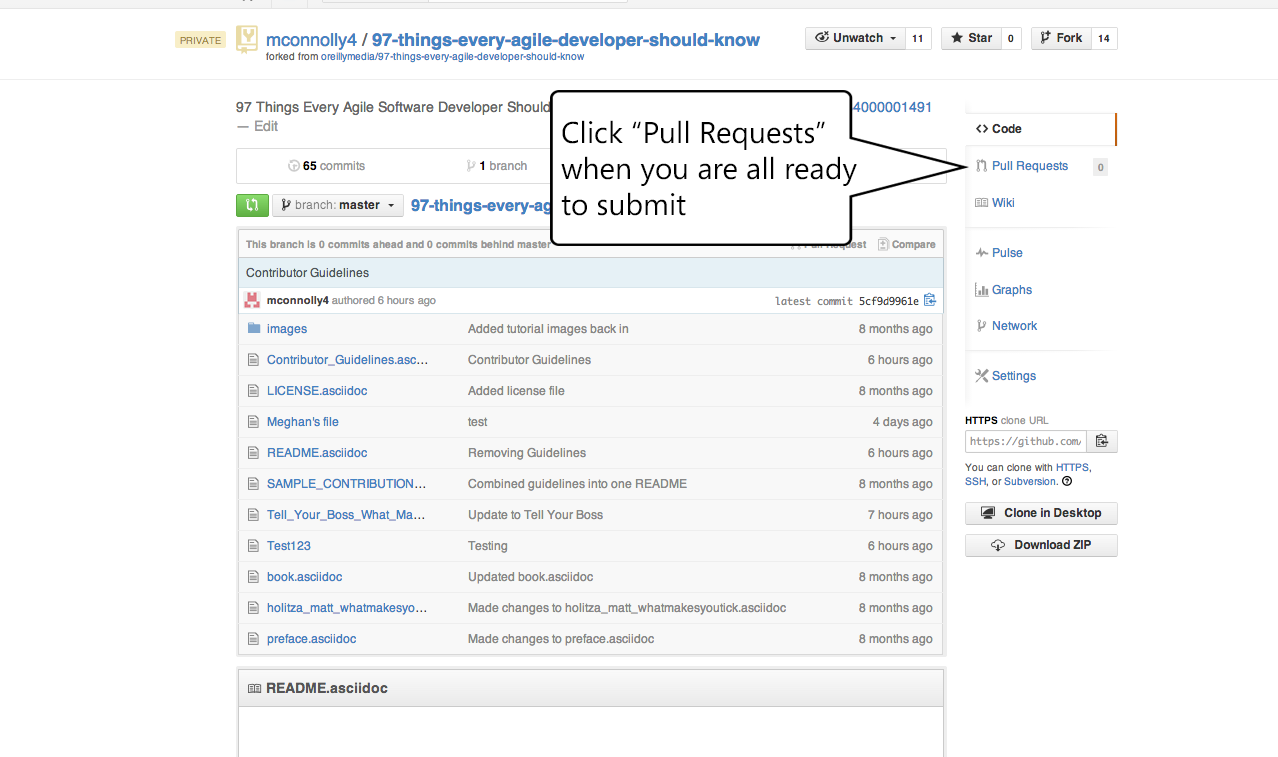 PRIVATE
mconnolly4 / 97-things-every-agile-developer-should-know
forked from oreillymedia/97-things-every-agile-developer-should-know
Unwatch 11 Star 0 Fork 14
97 Things Every Agile Software Developer Should 4000001491
— Edit
65 commits 1 branch
branch: master 97-things-every-ag
Click “Pull Requests”
when you are all ready
to submit
This branch is 0 commits ahead and 0 commits behind master Pull Request Compare
Contributor Guidelines
mconnolly4 authored 6 hours ago latest commit 5cf9d9961e
images Added tutorial images back in 8 months ago
Contributor_Guidelines.asc... Contributor Guidelines 6 hours ago
LICENSE.asciidoc Added license file 8 months ago
Meghan's file test 4 days ago
README.asciidoc Removing Guidelines 6 hours ago
SAMPLE_CONTRIBUTION... Combined guidelines into one README 8 months ago
Tell_Your_Boss_What_Ma... Update to Tell Your Boss 7 hours ago
Test123 Testing 6 hours ago
book.asciidoc Updated book.asciidoc 8 months ago
holitza_matt_whatmakesyo... Made changes to holitza_matt_whatmakesyoutick.asciidoc 8 months ago
preface.asciidoc Made changes to preface.asciidoc 8 months ago
README.asciidoc
Code
Pull Requests 0
Wiki
Pulse
Graphs
Network
Settings
HTTPS clone URL
https://github.com/
You can clone with HTTPS,
SSH, or Subversion.
Clone in Desktop
Download ZIP